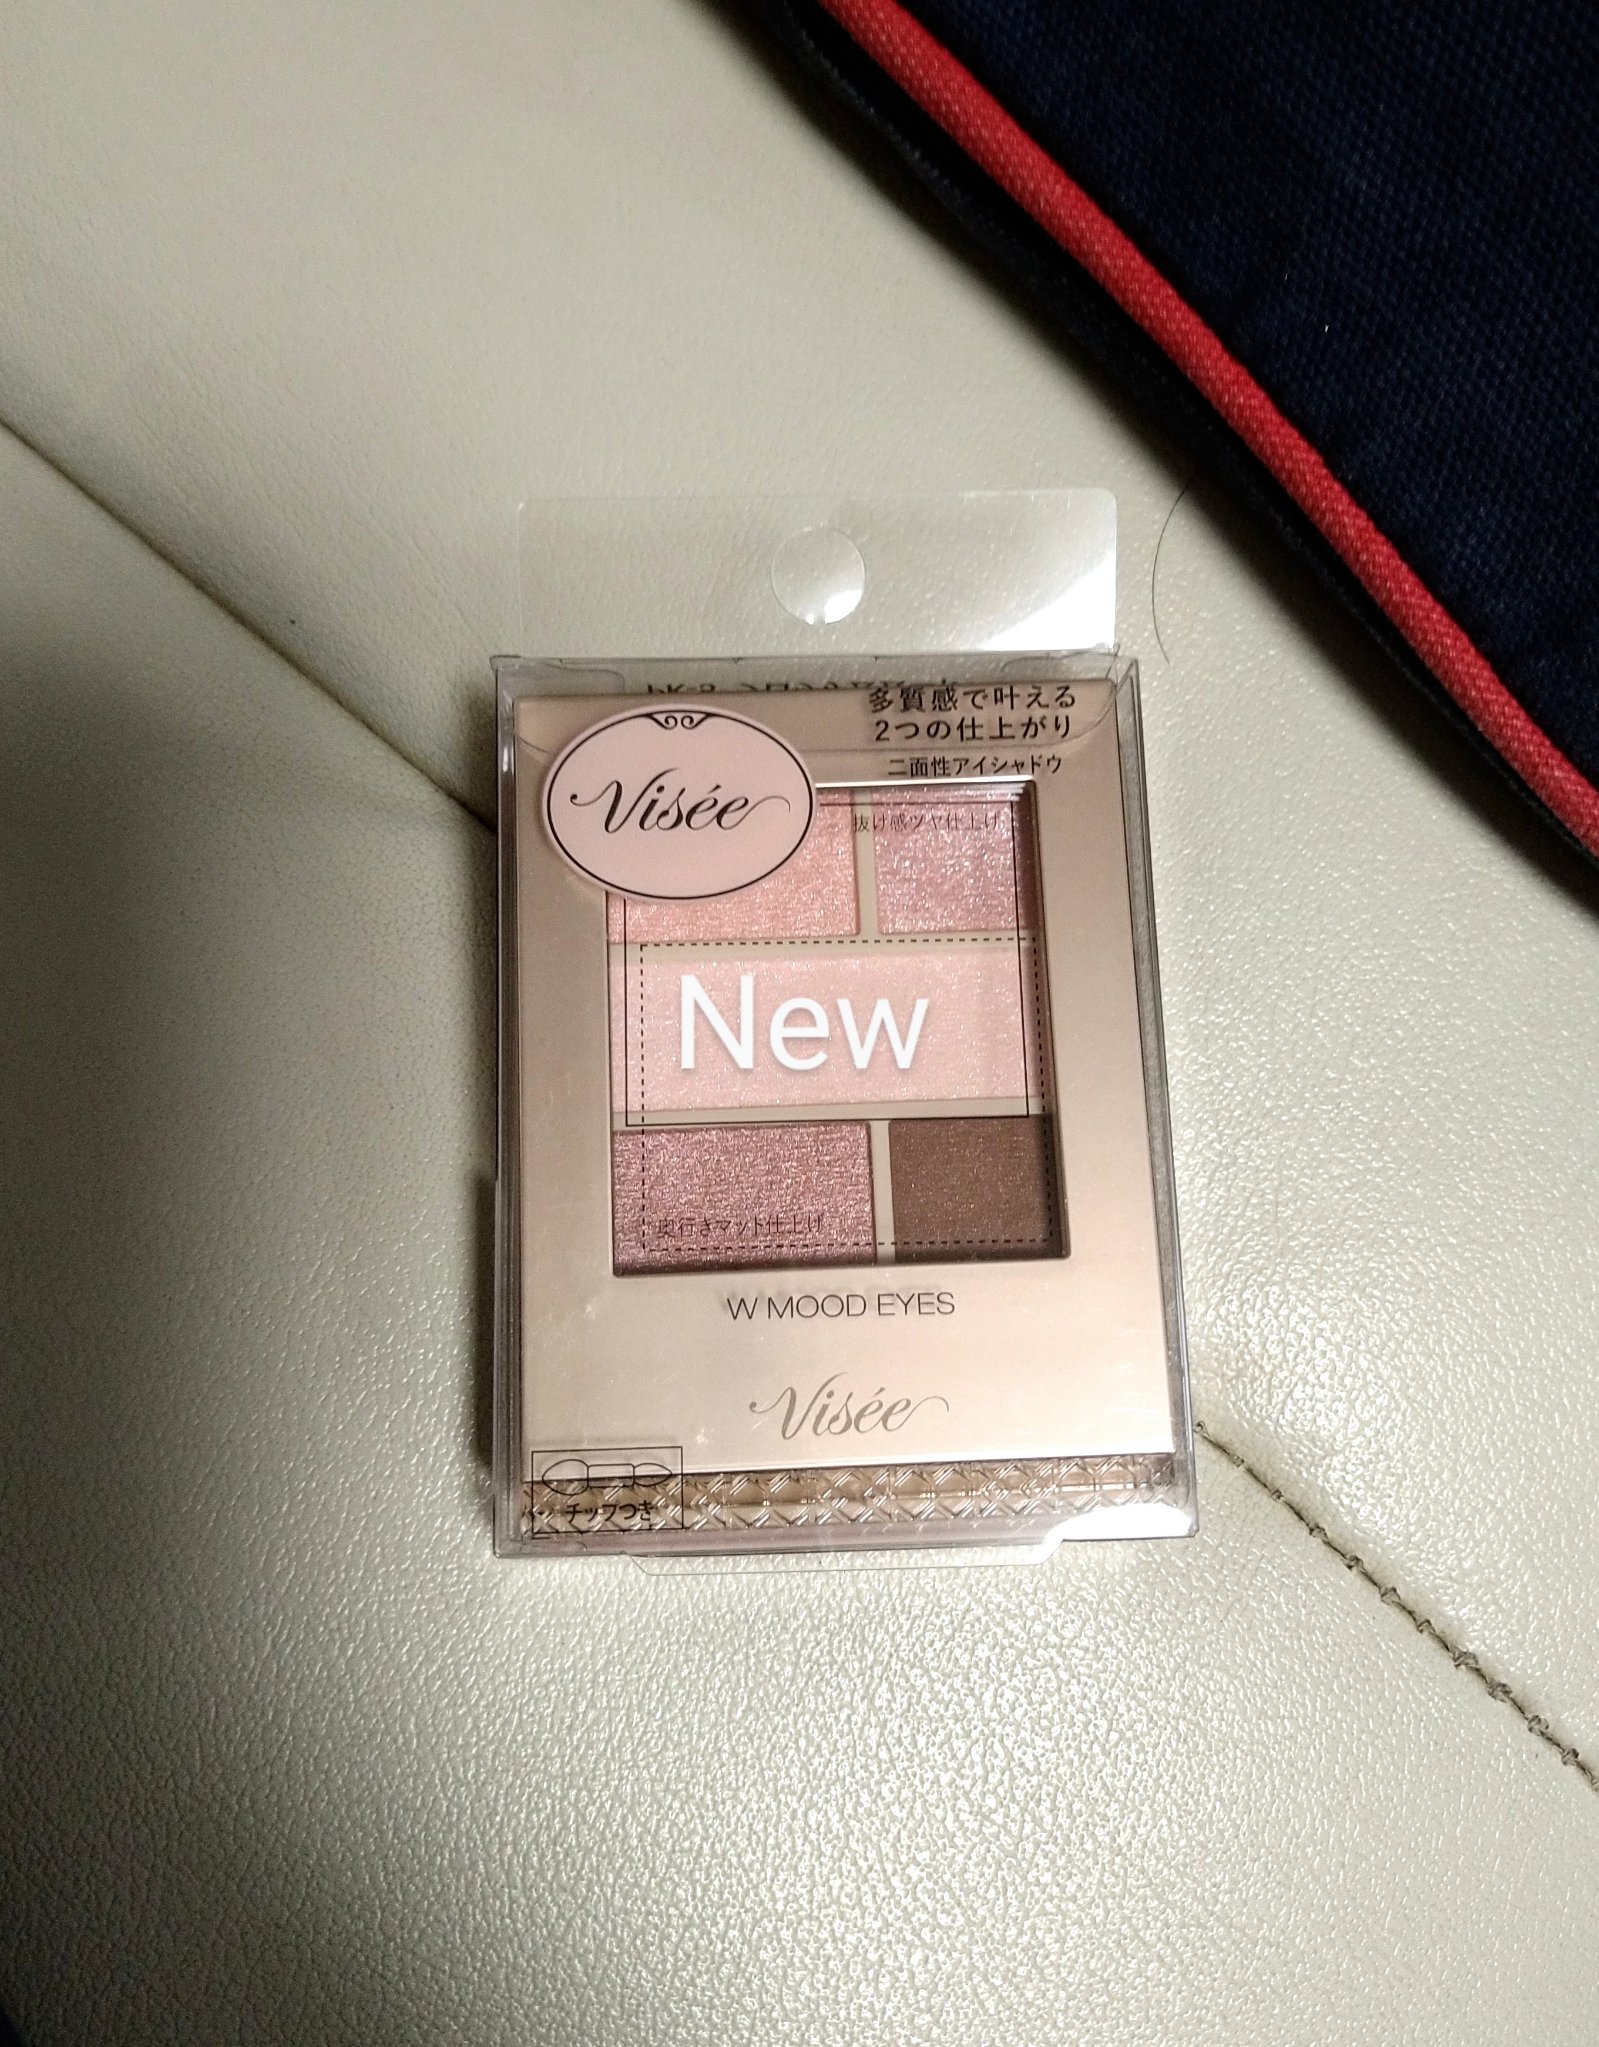 多質感で叶える
2つの仕上がり
二面性アイシャドウ
Visée
抜け感ツヤ仕上げ
New
奥行きマット仕上げ
W MOOD EYES
Visée
チップつき